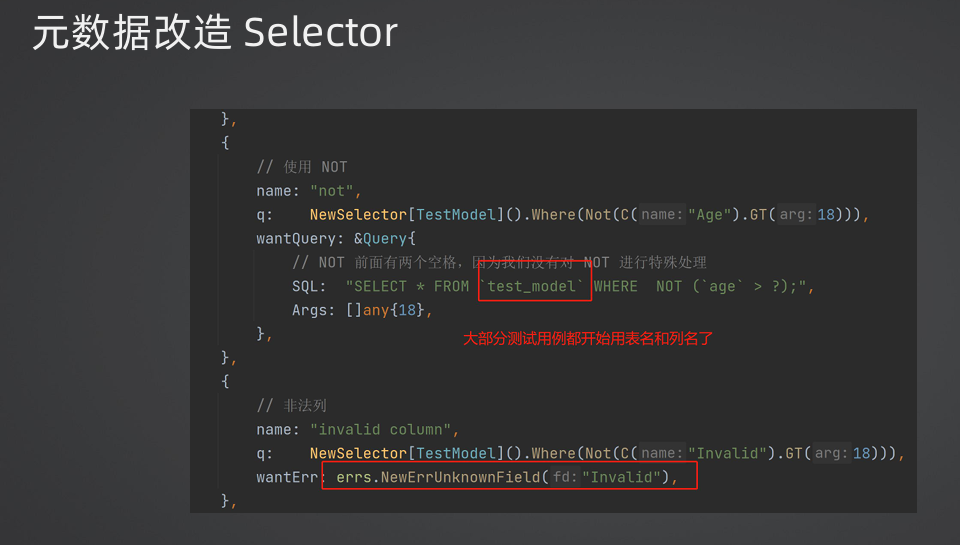 元数据改造 Selector
},
{
// 使用 NOT
name: "not",
q: NewSelector[TestModel]().Where(Not(C( name: "Age").GT( arg: 18))),
wantQuery: &Query{
// NOT 前面有两个空格，因为我们没有对 NOT 进行特殊处理
SQL: "SELECT * FROM `test_model` WHERE  NOT (`age` > ?);",
Args: []any{18},
},
大部分测试用例都开始用表名和列名了
},
{
// 非法列
name: "invalid column",
q: NewSelector[TestModel]().Where(Not(C( name: "Invalid").GT( arg: 18))),
wantErr: errs.NewErrUnknownField( fd: "Invalid"),
},